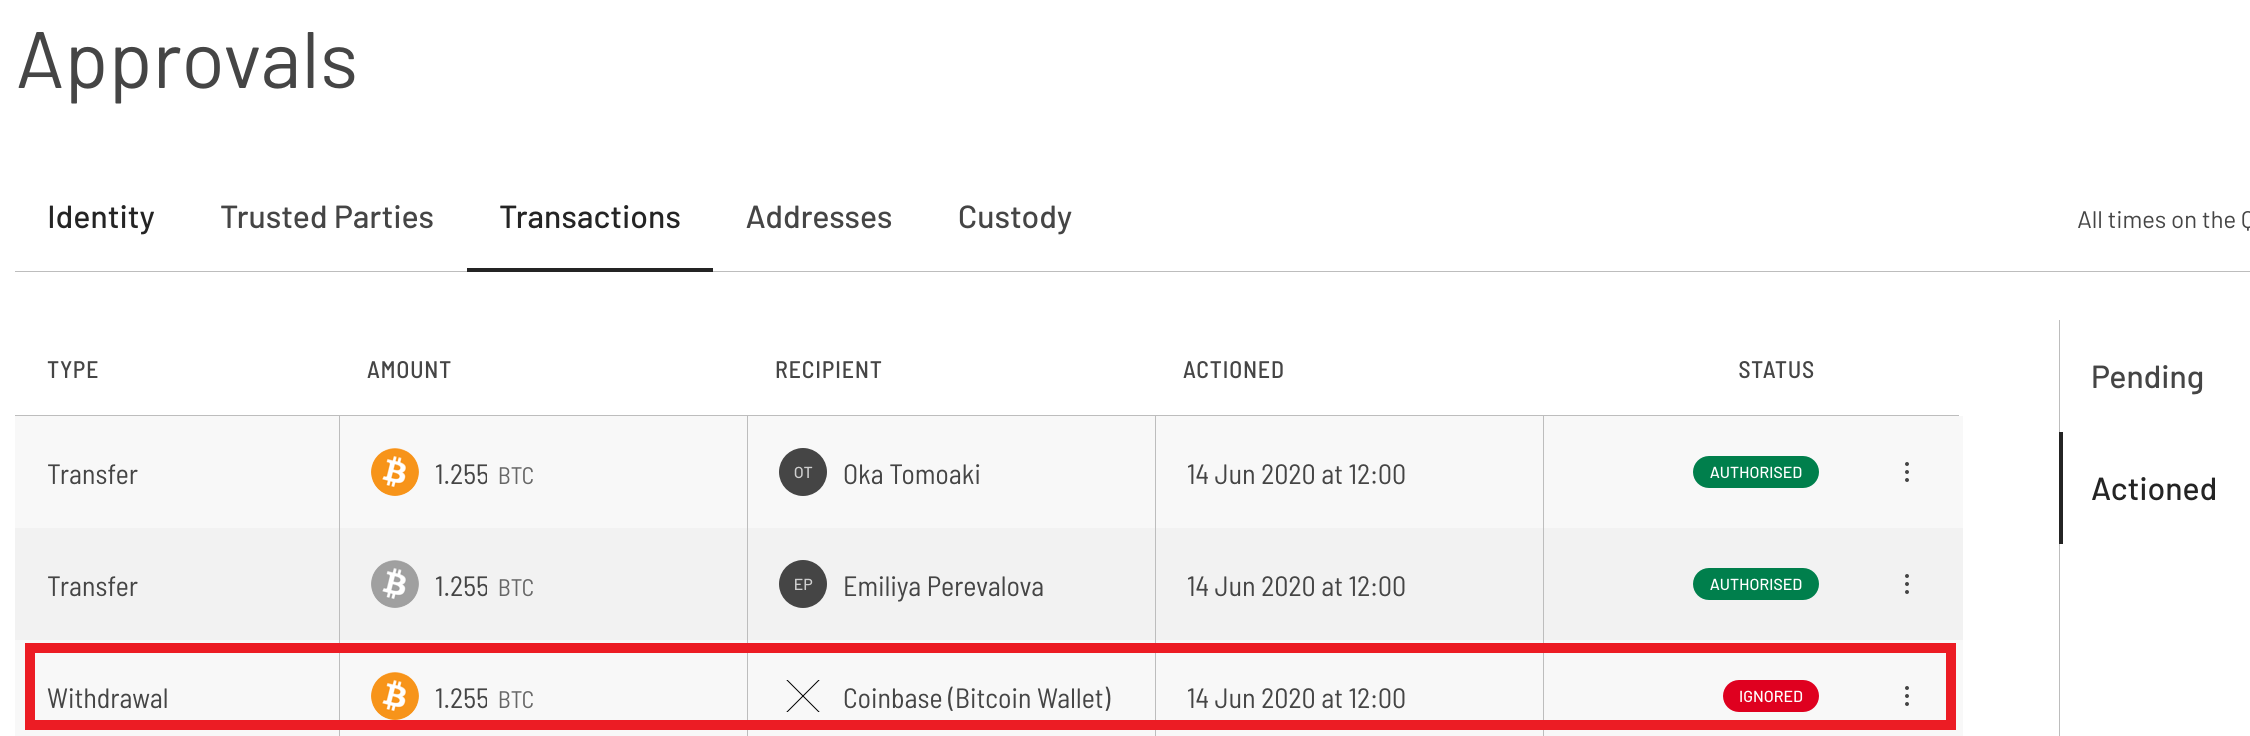 Approvals
Identity Trusted Parties Transactions Addresses Custody All times on the
TYPE AMOUNT RECIPIENT ACTIONED STATUS
Pending
Transfer 1.255 BTC OT Oka Tomoaki 14 Jun 2020 at 12:00 AUTHORISED
Actioned
Transfer 1.255 BTC EP Emiliya Perevalova 14 Jun 2020 at 12:00 AUTHORISED
Withdrawal 1.255 BTC Coinbase (Bitcoin Wallet) 14 Jun 2020 at 12:00 IGNORED